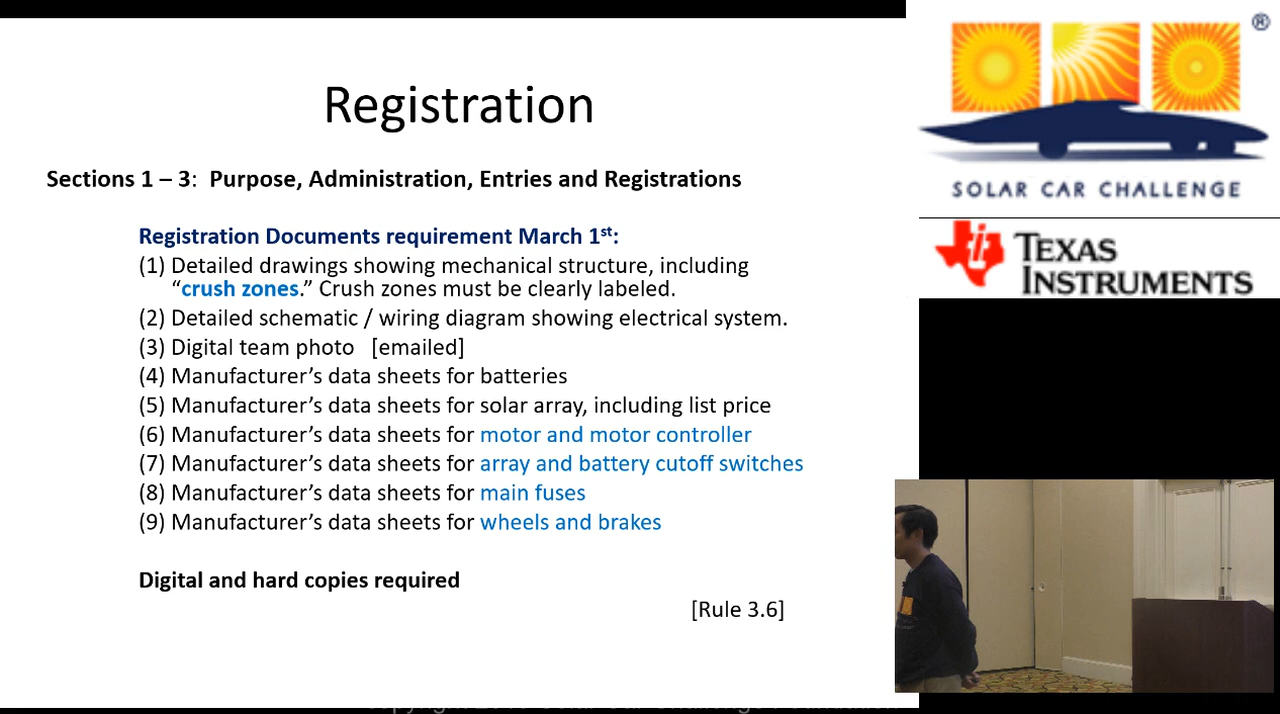 Registration
Sections 1 – 3: Purpose, Administration, Entries and Registrations
Registration Documents requirement March 1st:
(1) Detailed drawings showing mechanical structure, including
“crush zones.” Crush zones must be clearly labeled.
(2) Detailed schematic / wiring diagram showing electrical system.
(3) Digital team photo [emailed]
(4) Manufacturer’s data sheets for batteries
(5) Manufacturer’s data sheets for solar array, including list price
(6) Manufacturer’s data sheets for motor and motor controller
(7) Manufacturer’s data sheets for array and battery cutoff switches
(8) Manufacturer’s data sheets for main fuses
(9) Manufacturer’s data sheets for wheels and brakes
Digital and hard copies required
[Rule 3.6]
®
SOLAR CAR CHALLENGE
TEXAS
INSTRUMENTS